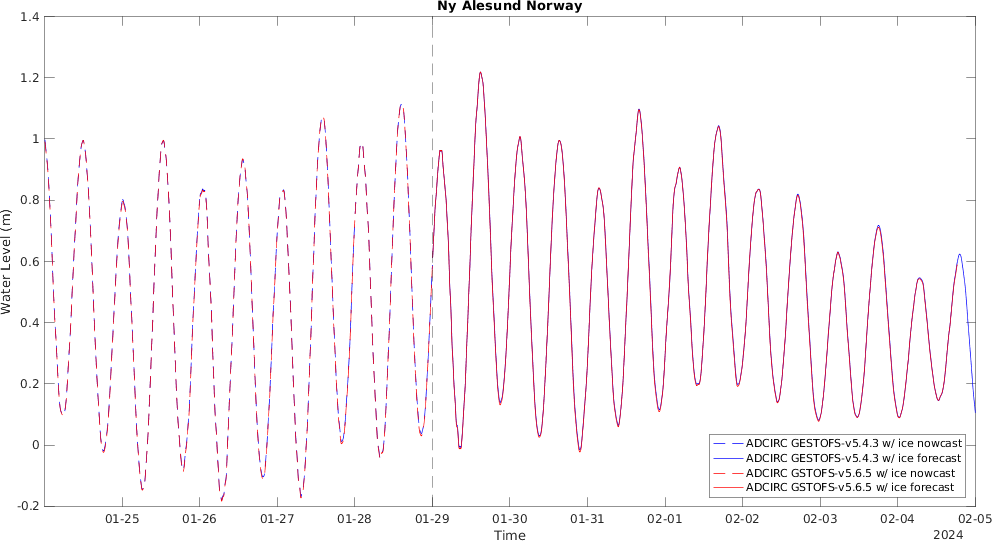 Ny Alesund Norway
1.4
1.2
1
0.8
0.6
0.4
0.2
0
-0.2
Water Level (m)
ADCIRC GESTOFS-v5.4.3 w/ ice nowcast
ADCIRC GESTOFS-v5.4.3 w/ ice forecast
ADCIRC GSTOFS-v5.6.5 w/ ice nowcast
ADCIRC GSTOFS-v5.6.5 w/ ice forecast
01-25 01-26 01-27 01-28 01-29 01-30 01-31 02-01 02-02 02-03 02-04 02-05
Time
2024